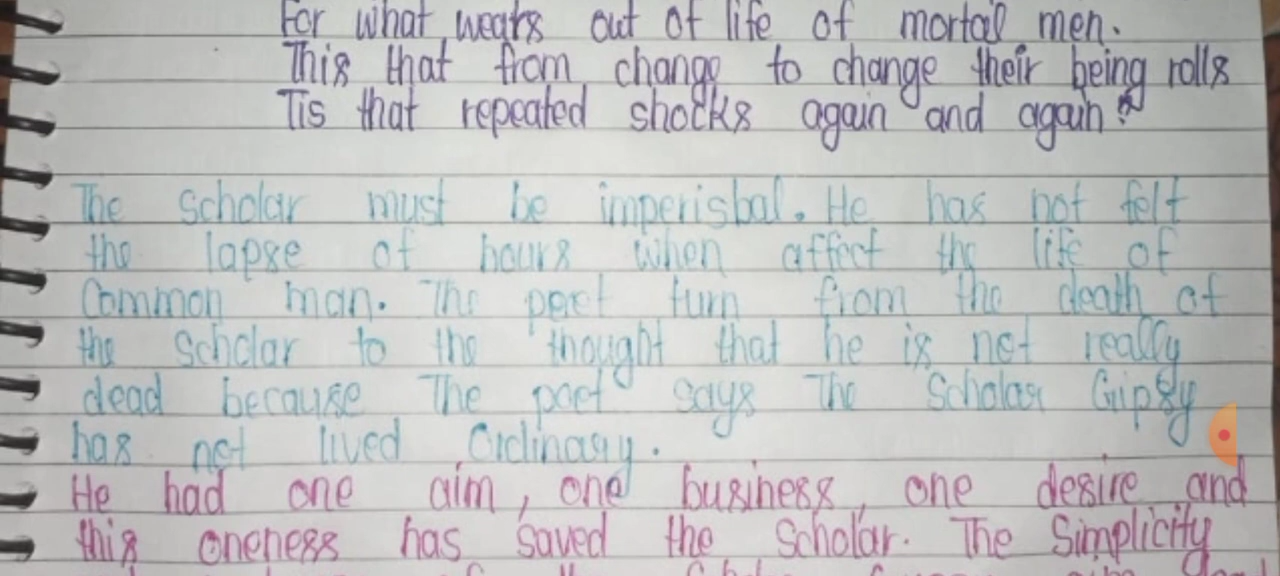 For what wears out of life of mortal men.
This that from change to change their being rolls
Tis that repeated shocks again and again
The Scholar must be imperisbal. He has not felt
the lapse of hours when affect the life of
Common man. The poet turn from the death of
the Scholar to the thought that he is not really
dead because The poet says The Scholar Gipsy
has not lived Ordinary.
He had one aim, one business, one desire and
this oneness has saved the Scholar. The Simplicity